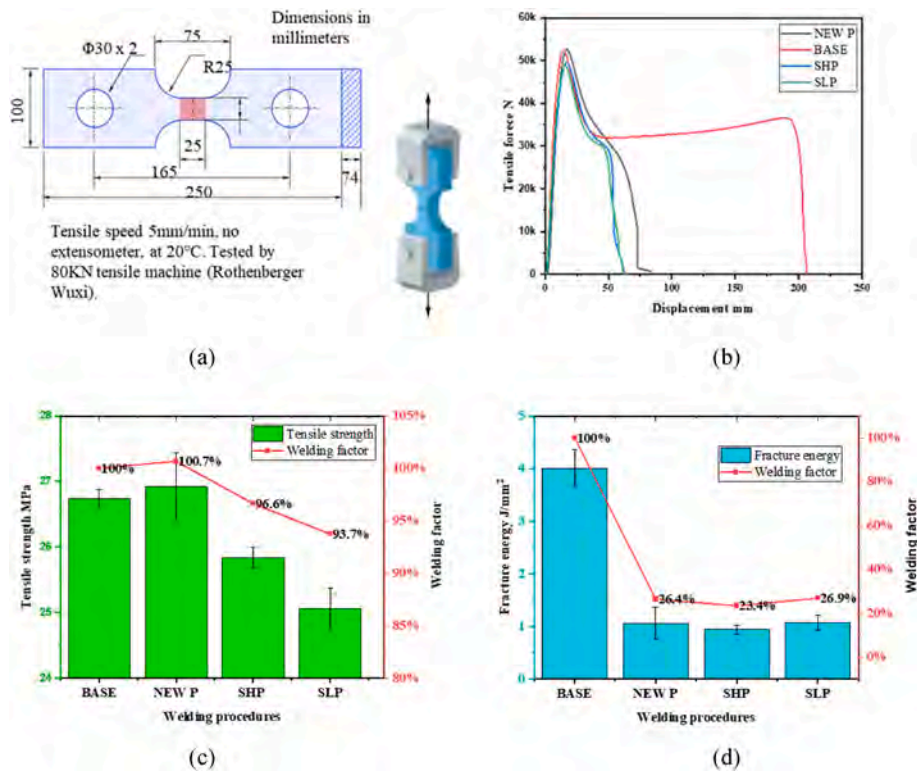 Dimensions in
millimeters
75
Φ30 x 2
R25
100
25
165
74
250
Tensile speed 5mm/min, no
extensometer, at 20°C. Tested by
80KN tensile machine (Rothenberger
Wuxi).
(a)
60k
50k
40k
30k
20k
10k
0
Tensile forece N
NEW P
BASE
SHP
SLP
0 50 100 150 200 250
Displacement mm
(b)
28
27
26
25
24
Tensile strength MPa
Tensile strength
Welding factor
100%
100.7%
96.6%
93.7%
105%
100%
95%
90%
85%
80%
Welding factor
BASE NEW P SHP SLP
Welding procedures
(c)
5
4
3
2
1
0
Fracture energy J/mm²
Fracture energy
Welding factor
100%
26.4%
23.4%
26.9%
100%
80%
60%
40%
20%
0%
Welding factor
BASE NEW P SHP SLP
Welding procedures
(d)